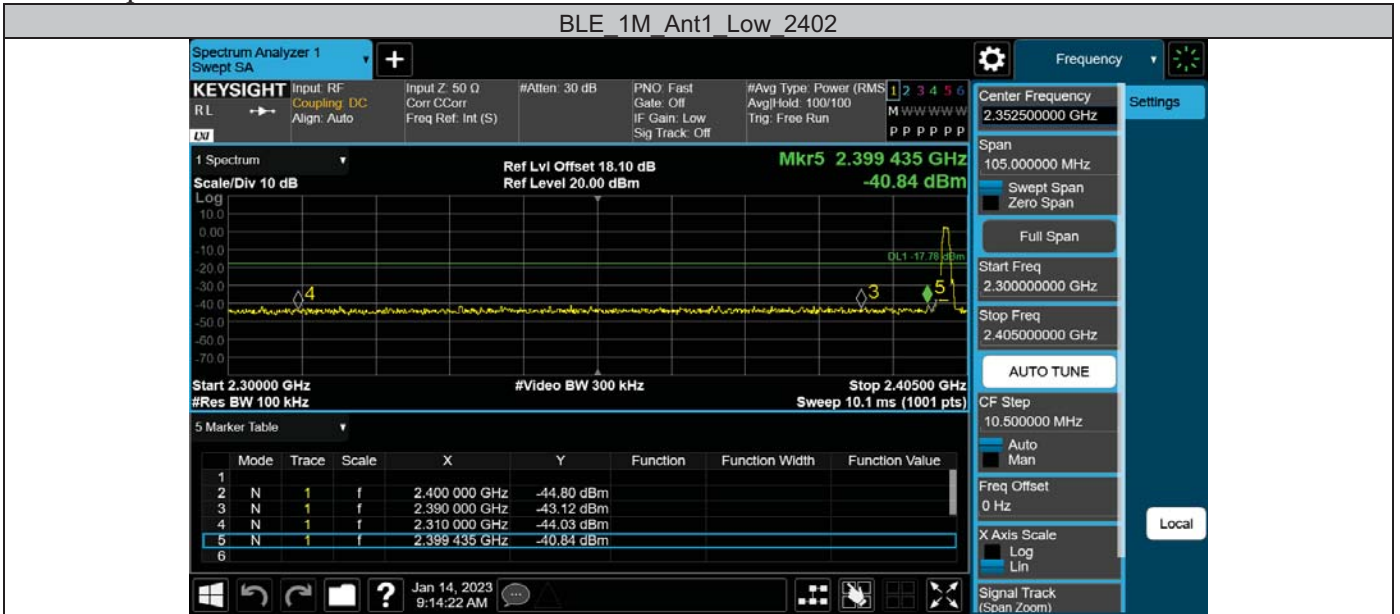 BLE_1M_Ant1_Low_2402
Spectrum Analyzer 1
Swept SA
Frequency
KEYSIGHT
RL
LXI
Input: RF
Coupling: DC
Align: Auto
Input Z: 50 Ω
Corr CCorr
Freq Ref: Int (S)
#Atten: 30 dB
PNO: Fast
Gate: Off
IF Gain: Low
Sig Track: Off
#Avg Type: Power (RMS
Avg|Hold: 100/100
Trig: Free Run
1 2 3 4 5 6
M W W W W W
P P P P P P
Settings
1 Spectrum
Scale/Div 10 dB
Ref Lvl Offset 18.10 dB
Ref Level 20.00 dBm
Mkr5 2.399 435 GHz
-40.84 dBm
Log
10.0
0.00
-10.0
-20.0
-30.0
-40.0
-50.0
-60.0
-70.0
DL1 -17.78 dBm
4
3
5
Start 2.30000 GHz
#Video BW 300 kHz
Stop 2.40500 GHz
#Res BW 100 kHz
Sweep 10.1 ms (1001 pts)
5 Marker Table
Mode Trace Scale X Y Function Function Width Function Value
1
2 N 1 f 2.400 000 GHz -44.80 dBm
3 N 1 f 2.390 000 GHz -43.12 dBm
4 N 1 f 2.310 000 GHz -44.03 dBm
5 N 1 f 2.399 435 GHz -40.84 dBm
6
Center Frequency
2.352500000 GHz
Span
105.000000 MHz
Swept Span
Zero Span
Full Span
Start Freq
2.300000000 GHz
Stop Freq
2.405000000 GHz
AUTO TUNE
CF Step
10.500000 MHz
Auto
Man
Freq Offset
0 Hz
X Axis Scale
Log
Lin
Signal Track
(Span Zoom)
Local
?
Jan 14, 2023
9:14:22 AM